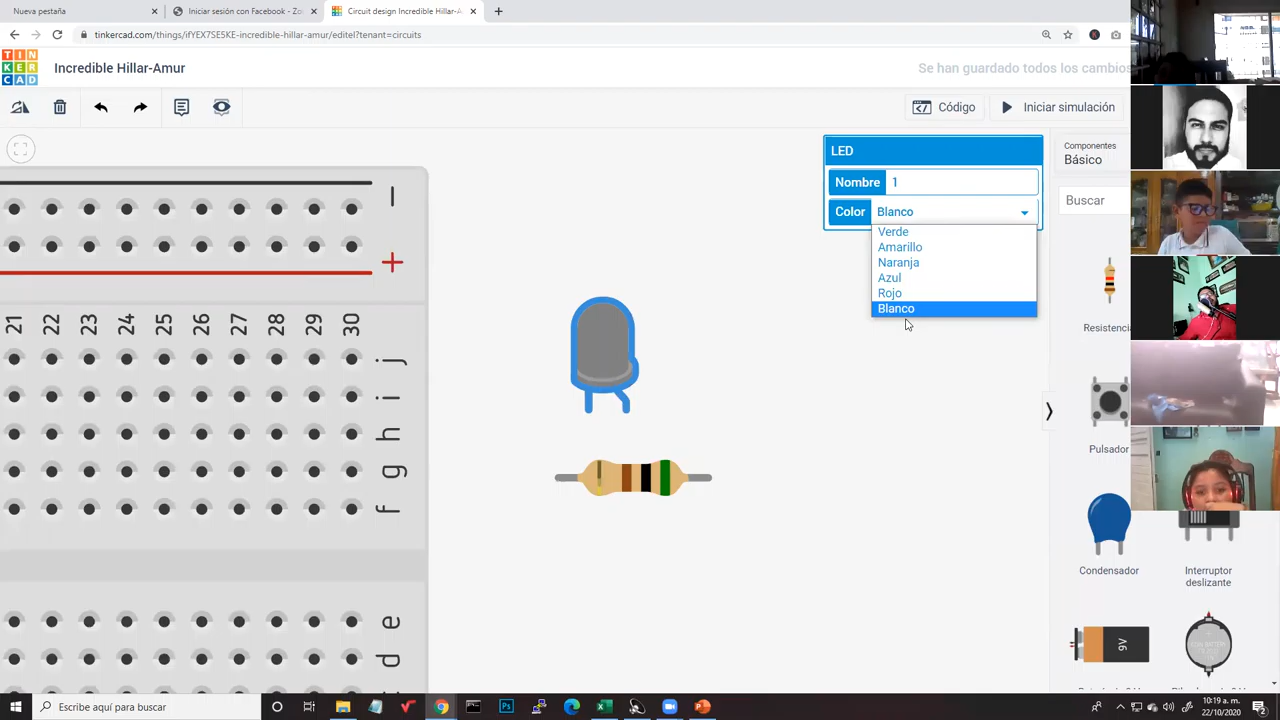 Nueva pestaña
Iniciar sesión con Facebook - Zo
Circuit design Incredible Hillar-A
tinkercad.com/things/ifYEX7SE5KE-incredible-hillar-amur/editel?tenant=circuits
TIN
KER
CAD
Incredible Hillar-Amur
Se han guardado todos los cambios
Código
Iniciar simulación
LED
Nombre
1
Color
Blanco
Verde
Amarillo
Naranja
Azul
Rojo
Blanco
Componentes
Básico
Buscar
Resistencia
Pulsador
Condensador
Interruptor
deslizante
9V
21 22 23 24 25 26 27 28 29 30
j
i
h
g
f
e
d
Escribe aquí para buscar
10:19 a. m.
22/10/2020
2